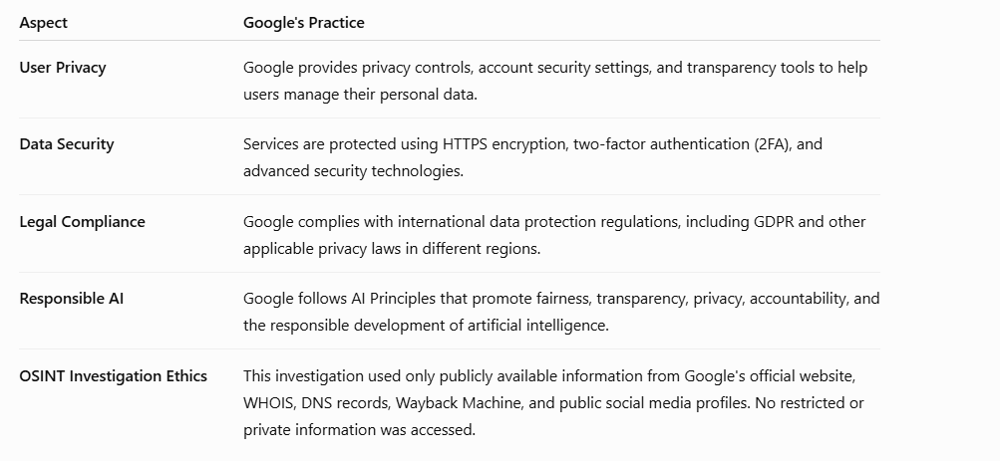 Aspect Google's Practice
User Privacy Google provides privacy controls, account security settings, and transparency tools to help
users manage their personal data.
Data Security Services are protected using HTTPS encryption, two-factor authentication (2FA), and
advanced security technologies.
Legal Compliance Google complies with international data protection regulations, including GDPR and other
applicable privacy laws in different regions.
Responsible AI Google follows AI Principles that promote fairness, transparency, privacy, accountability, and
the responsible development of artificial intelligence.
OSINT Investigation Ethics This investigation used only publicly available information from Google's official website,
WHOIS, DNS records, Wayback Machine, and public social media profiles. No restricted or
private information was accessed.